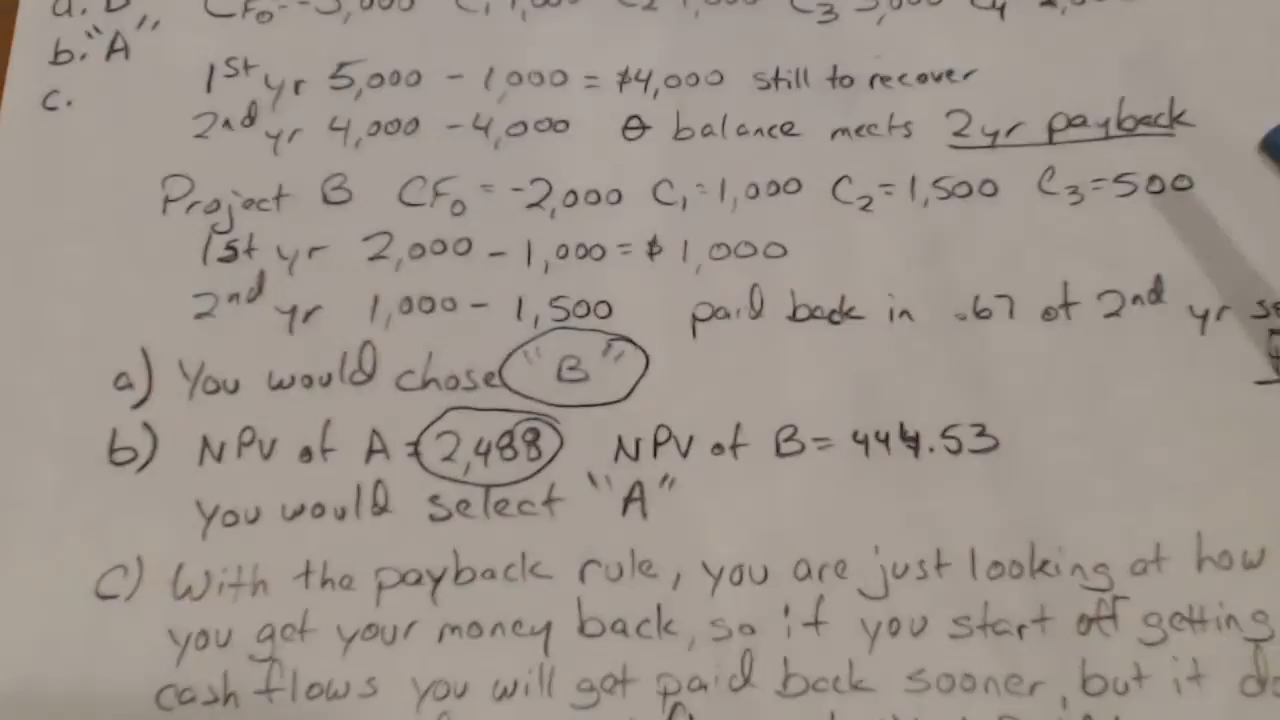 a.
b. "A"
c.
1st yr 5,000 - 1,000 = $4,000 still to recover
2nd yr 4,000 - 4,000 θ balance meets 2yr payback
Project B CF₀ = -2,000 C₁ = 1,000 C₂ = 1,500 C₃ = 500
1st yr 2,000 - 1,000 = $1,000
2nd yr 1,000 - 1,500 paid back in .67 of 2nd yr
a) You would chose "B"
b) NPV of A = 2,488 NPV of B = 444.53
you would select "A"
C) With the payback rule, you are just looking at how
you get your money back, so if you start off getting
cash flows you will get paid back sooner, but it